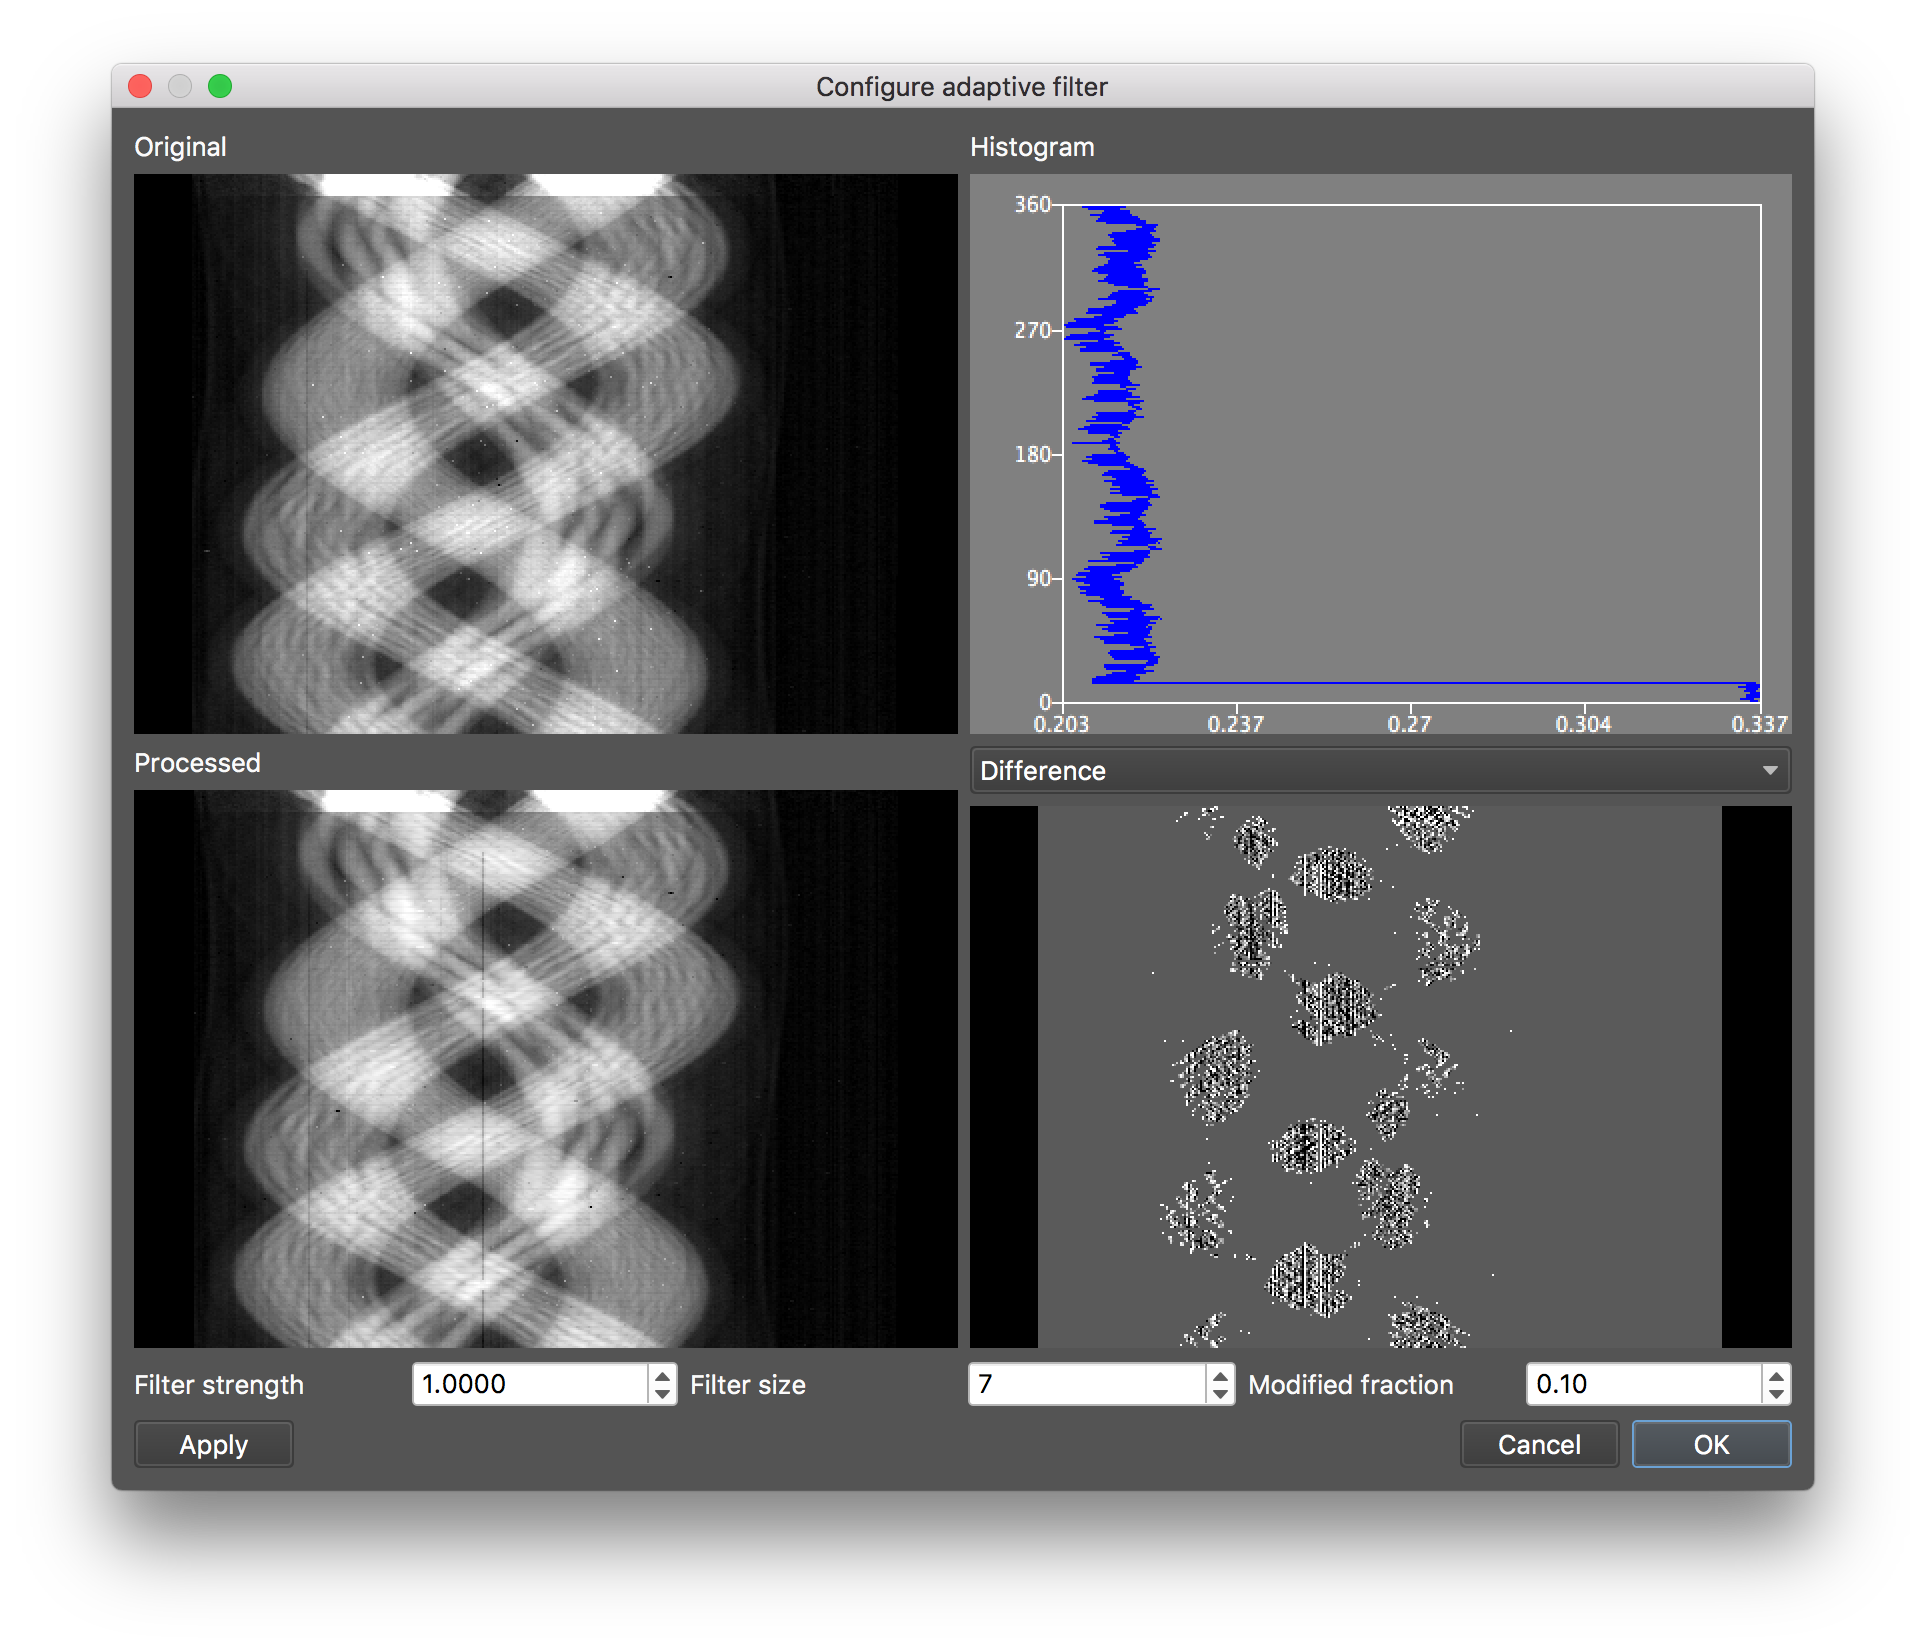 Configure adaptive filter
Original
Histogram
360
270
180
90
0
0.203 0.237 0.27 0.304 0.337
Processed
Difference
Filter strength 1.0000 Filter size 7 Modified fraction 0.10
Apply Cancel OK